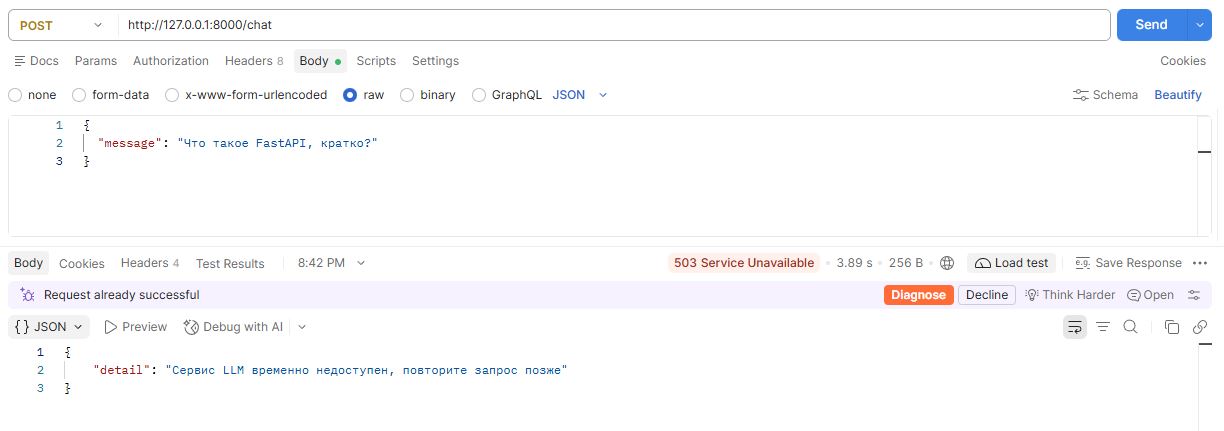 POST http://127.0.0.1:8000/chat Send
Docs Params Authorization Headers 8 Body Scripts Settings Cookies
none form-data x-www-form-urlencoded raw binary GraphQL JSON Schema Beautify
1 {
2 "message": "Что такое FastAPI, кратко?"
3 }
Body Cookies Headers 4 Test Results 8:42 PM 503 Service Unavailable • 3.89 s • 256 B • Load test e.g. Save Response
Request already successful Diagnose Decline Think Harder Open
{} JSON Preview Debug with AI
1 {
2 "detail": "Сервис LLM временно недоступен, повторите запрос позже"
3 }